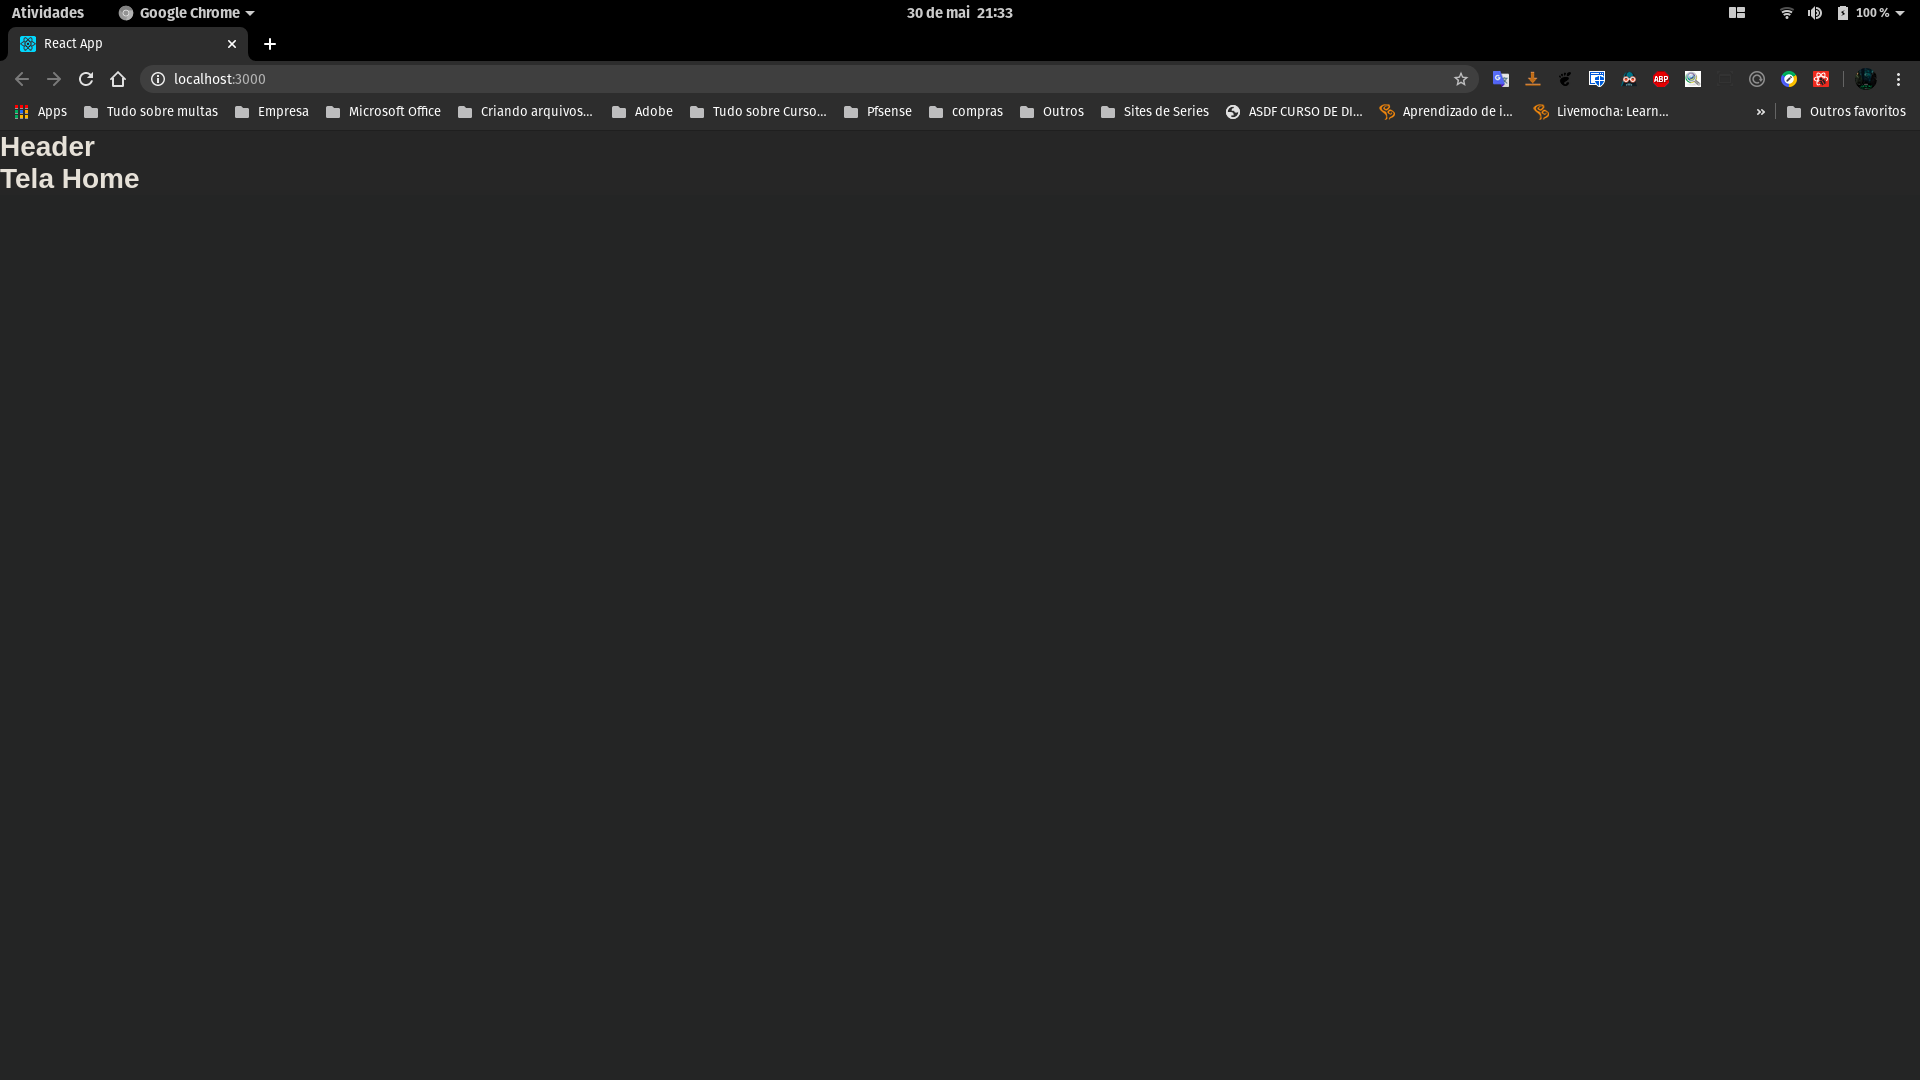 Atividades Google Chrome 30 de mai 21:33 100 %
React App
localhost:3000 ABP
Apps Tudo sobre multas Empresa Microsoft Office Criando arquivos... Adobe Tudo sobre Curso... Pfsense compras Outros Sites de Series ASDF CURSO DE DI... Aprendizado de i... Livemocha: Learn... » Outros favoritos
Header
Tela Home